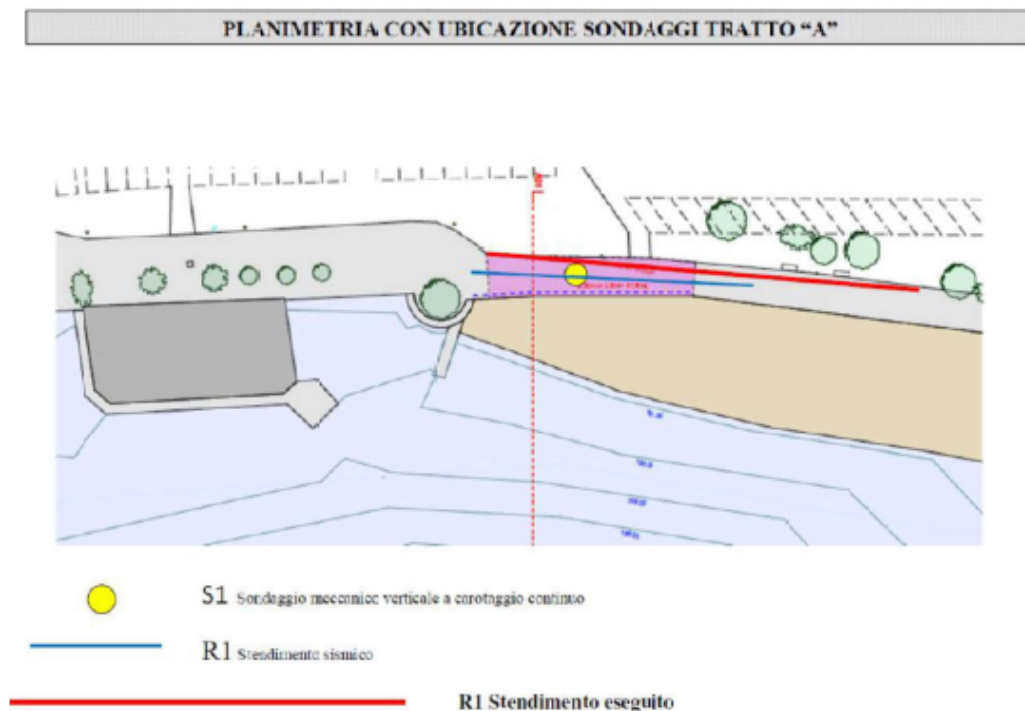 PLANIMETRIA CON UBICAZIONE SONDAGGI TRATTO “A”
S1 Sondaggio meccanico verticale a carotaggio continuo
R1 Stendimento sismico
R1 Stendimento eseguito